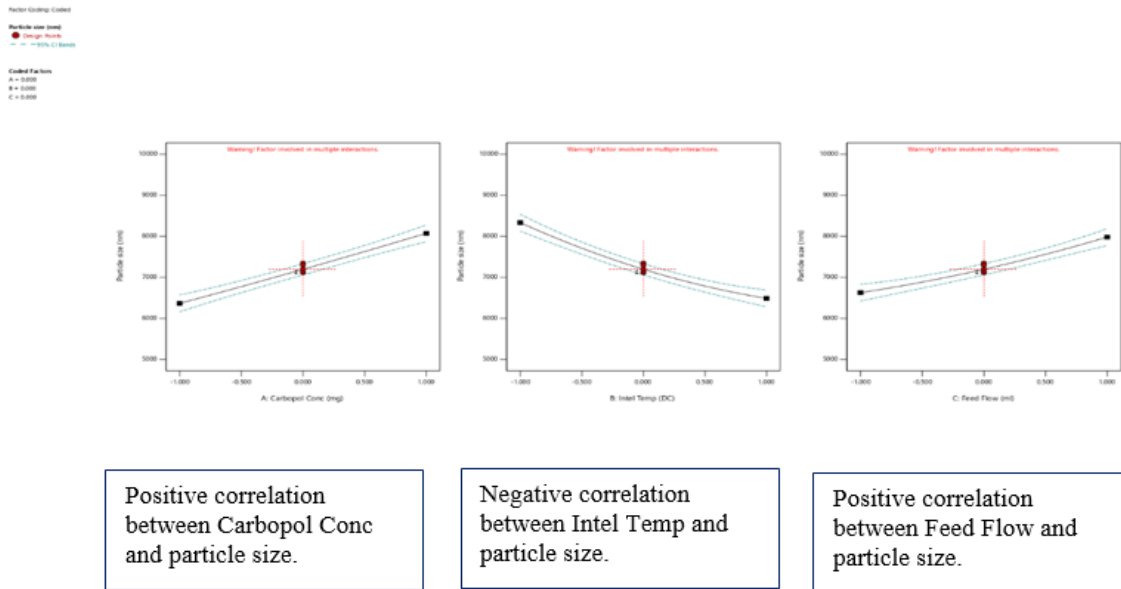 Factor Coding: Coded
Particle size (nm)
Design Points
95% CI Bands
Coded Factors
A = 0.000
B = 0.000
C = 0.000
Warning! Factor involved in multiple interactions.
10000
9000
8000
7000
6000
5000
Particle size (nm)
-1.000 -0.500 0.000 0.500 1.000
A: Carbopol Conc (mg)
Warning! Factor involved in multiple interactions.
10000
9000
8000
7000
6000
5000
Particle size (nm)
-1.000 -0.500 0.000 0.500 1.000
B: Intel Temp (DC)
Warning! Factor involved in multiple interactions.
10000
9000
8000
7000
6000
5000
Particle size (nm)
-1.000 -0.500 0.000 0.500 1.000
C: Feed Flow (ml)
Positive correlation
between Carbopol Conc
and particle size.
Negative correlation
between Intel Temp and
particle size.
Positive correlation
between Feed Flow and
particle size.